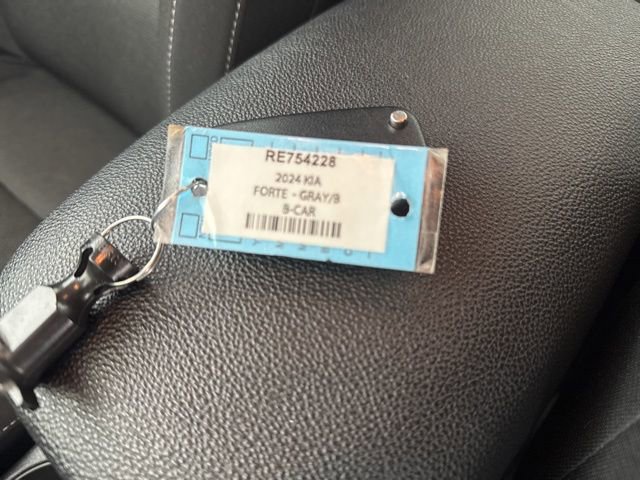 RE754228
2024 KIA
FORTE - GRAY/B
B-CAR